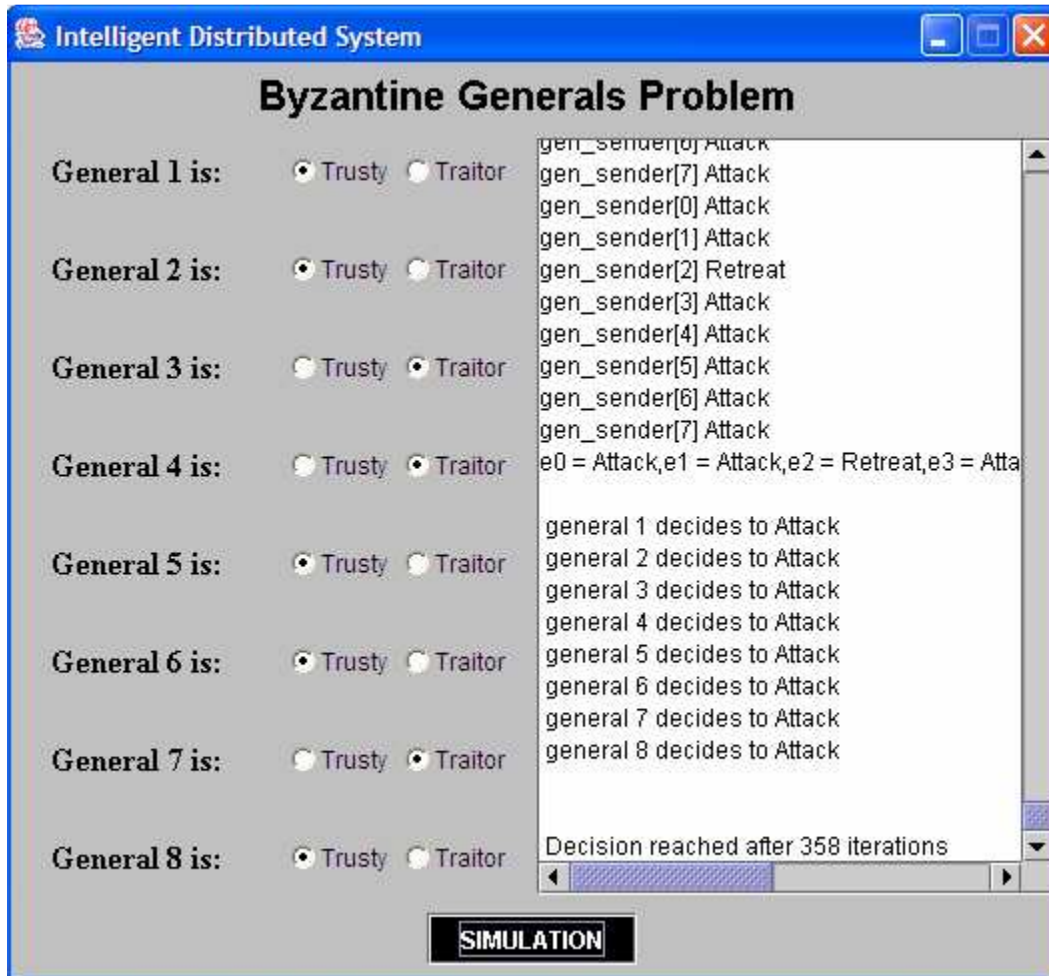 Intelligent Distributed System
Byzantine Generals Problem
General 1 is: Trusty Traitor
General 2 is: Trusty Traitor
General 3 is: Trusty Traitor
General 4 is: Trusty Traitor
General 5 is: Trusty Traitor
General 6 is: Trusty Traitor
General 7 is: Trusty Traitor
General 8 is: Trusty Traitor
gen_sender[6] Attack
gen_sender[7] Attack
gen_sender[0] Attack
gen_sender[1] Attack
gen_sender[2] Retreat
gen_sender[3] Attack
gen_sender[4] Attack
gen_sender[5] Attack
gen_sender[6] Attack
gen_sender[7] Attack
e0 = Attack,e1 = Attack,e2 = Retreat,e3 = Atta
general 1 decides to Attack
general 2 decides to Attack
general 3 decides to Attack
general 4 decides to Attack
general 5 decides to Attack
general 6 decides to Attack
general 7 decides to Attack
general 8 decides to Attack
Decision reached after 358 iterations
SIMULATION